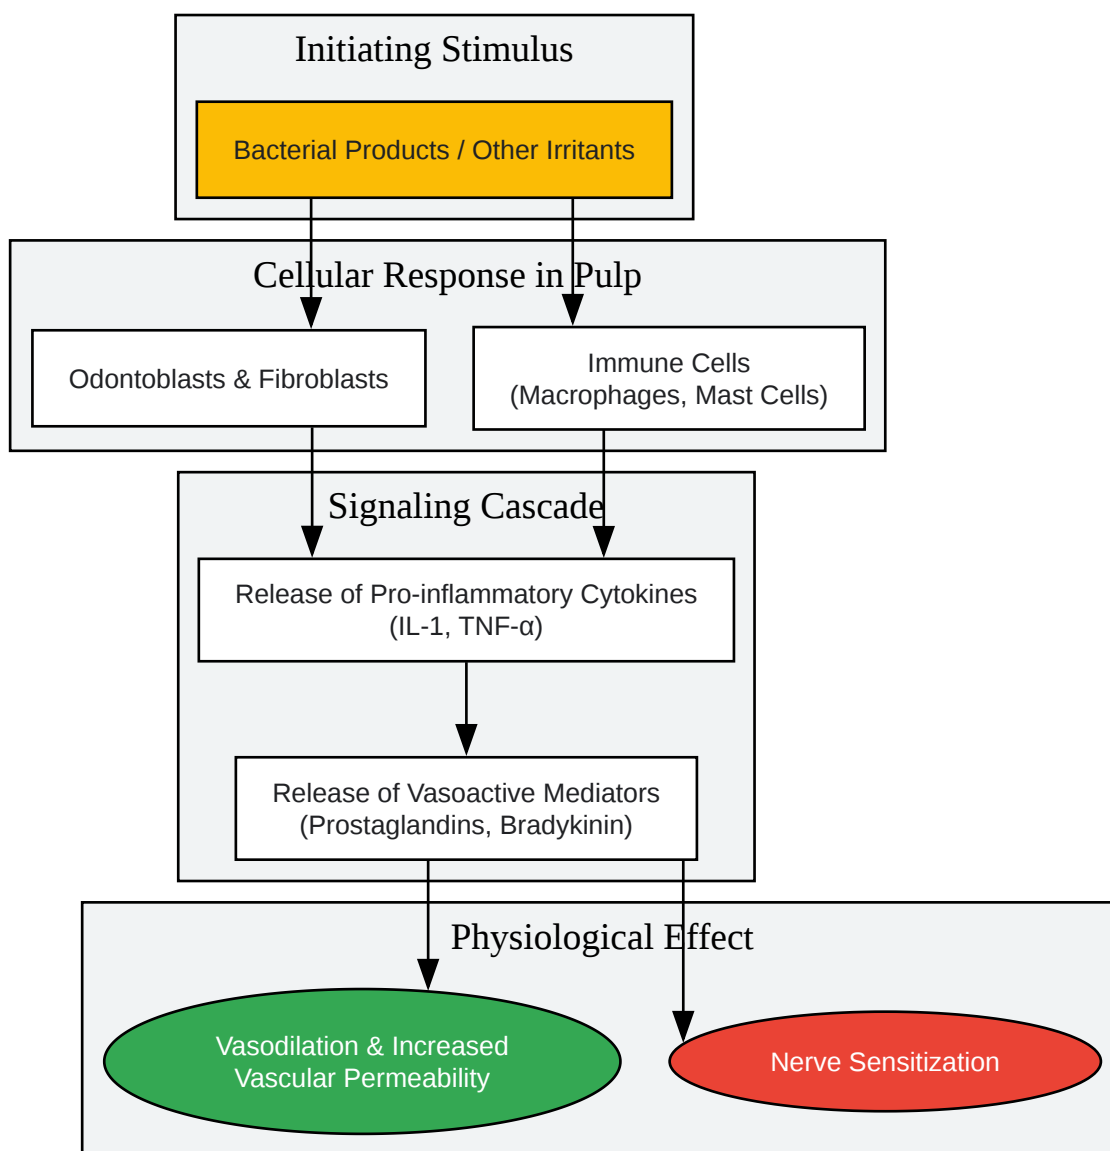 Initiating Stimulus
Bacterial Products / Other Irritants
Cellular Response in Pulp
Odontoblasts & Fibroblasts
Immune Cells
(Macrophages, Mast Cells)
Signaling Cascade
Release of Pro-inflammatory Cytokines
(IL-1, TNF-α)
Release of Vasoactive Mediators
(Prostaglandins, Bradykinin)
Physiological Effect
Vasodilation & Increased
Vascular Permeability
Nerve Sensitization